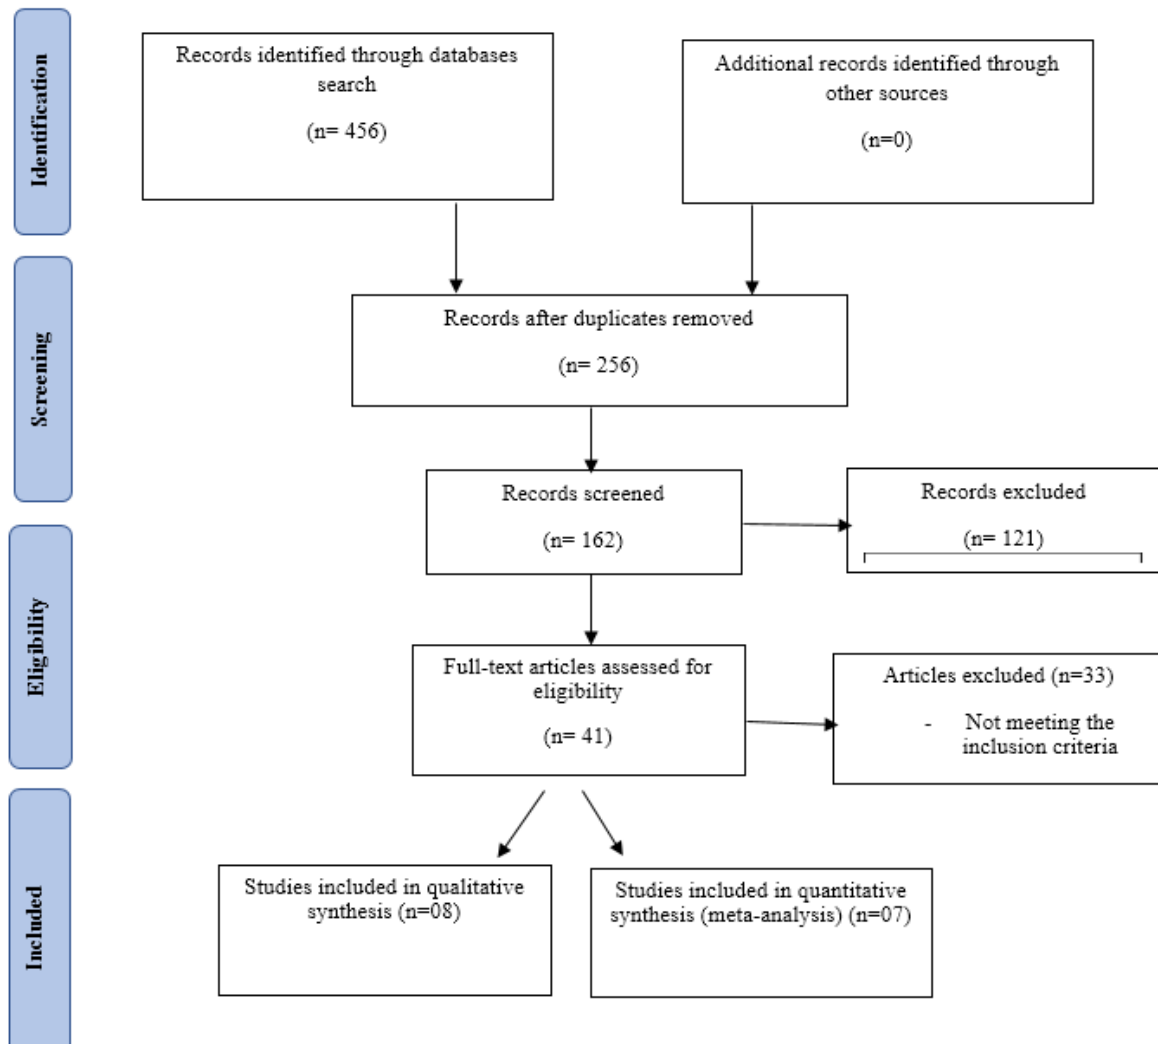 Identification
Records identified through databases
search
(n= 456)
Additional records identified through
other sources
(n=0)
Screening
Records after duplicates removed
(n= 256)
Records screened
(n= 162)
Records excluded
(n= 121)
Eligibility
Full-text articles assessed for
eligibility
(n= 41)
Articles excluded (n=33)
- Not meeting the
inclusion criteria
Included
Studies included in qualitative
synthesis (n=08)
Studies included in quantitative
synthesis (meta-analysis) (n=07)